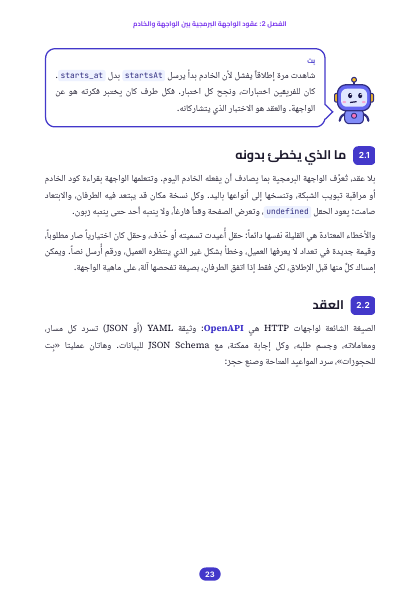 الفصل 2: عقود الواجهة البرمجية بين الواجهة والخادم
بِت
شاهدت مرة إطلاقاً يفشل لأن الخادم بدأ يرسل startsAt بدل starts_at.
كان للفريقين اختبارات، ونجح كل اختبار. فكل طرف كان يختبر فكرته هو عن
الواجهة. والعقد هو الاختبار الذي يتشاركانه.
2.1 ما الذي يخطئ بدونه
بلا عقد، تُعرَّف الواجهة البرمجية بما يصادف أن يفعله الخادم اليوم. وتتعلمها الواجهة بقراءة كود الخادم
أو مراقبة تبويب الشبكة، وتنسخها إلى أنواعها باليد. وكل نسخة مكان قد يبتعد فيه الطرفان، والابتعاد
صامت: يعود الحقل undefined، وتعرض الصفحة وقتاً فارغاً، ولا ينتبه أحد حتى ينتبه زبون.
والأخطاء المعتادة هي القليلة نفسها دائماً: حقل أُعيدت تسميته أو حُذف، وحقل كان اختيارياً صار مطلوباً،
وقيمة جديدة في تعداد لا يعرفها العميل، وخطأ بشكل غير الذي ينتظره العميل، ورقم أُرسل نصاً. ويمكن
إمساك كلٍّ منها قبل الإطلاق، لكن فقط إذا اتفق الطرفان، بصيغة تفحصها آلة، على ماهية الواجهة.
2.2 العقد
الصيغة الشائعة لواجهات HTTP هي OpenAPI: وثيقة YAML (أو JSON) تسرد كل مسار،
ومعاملاته، وجسم طلبه، وكل إجابة ممكنة، مع JSON Schema للبيانات. وهاتان عمليتا «بِت
للحجوزات»، سرد المواعيد المتاحة وصنع حجز:
23